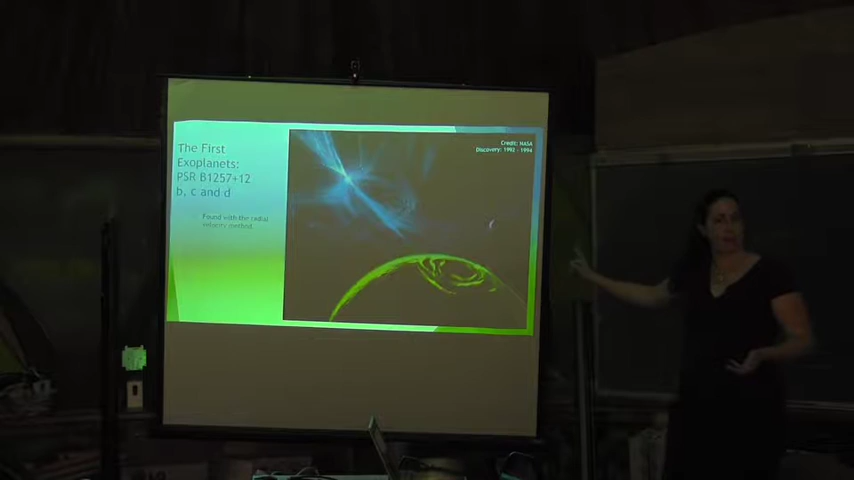 The First
Exoplanets:
PSR B1257+12
b, c and d
Found with the radial
velocity method
Credit: NASA
Discovery: 1992 - 1994